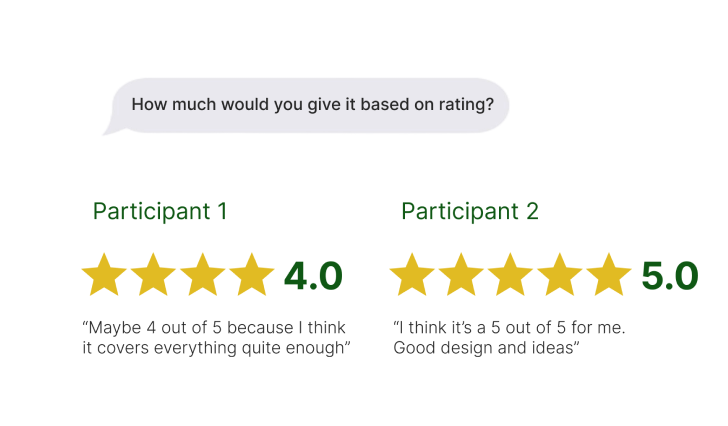 How much would you give it based on rating?
Participant 1
4.0
“Maybe 4 out of 5 because I think
it covers everything quite enough”
Participant 2
5.0
“I think it’s a 5 out of 5 for me.
Good design and ideas”